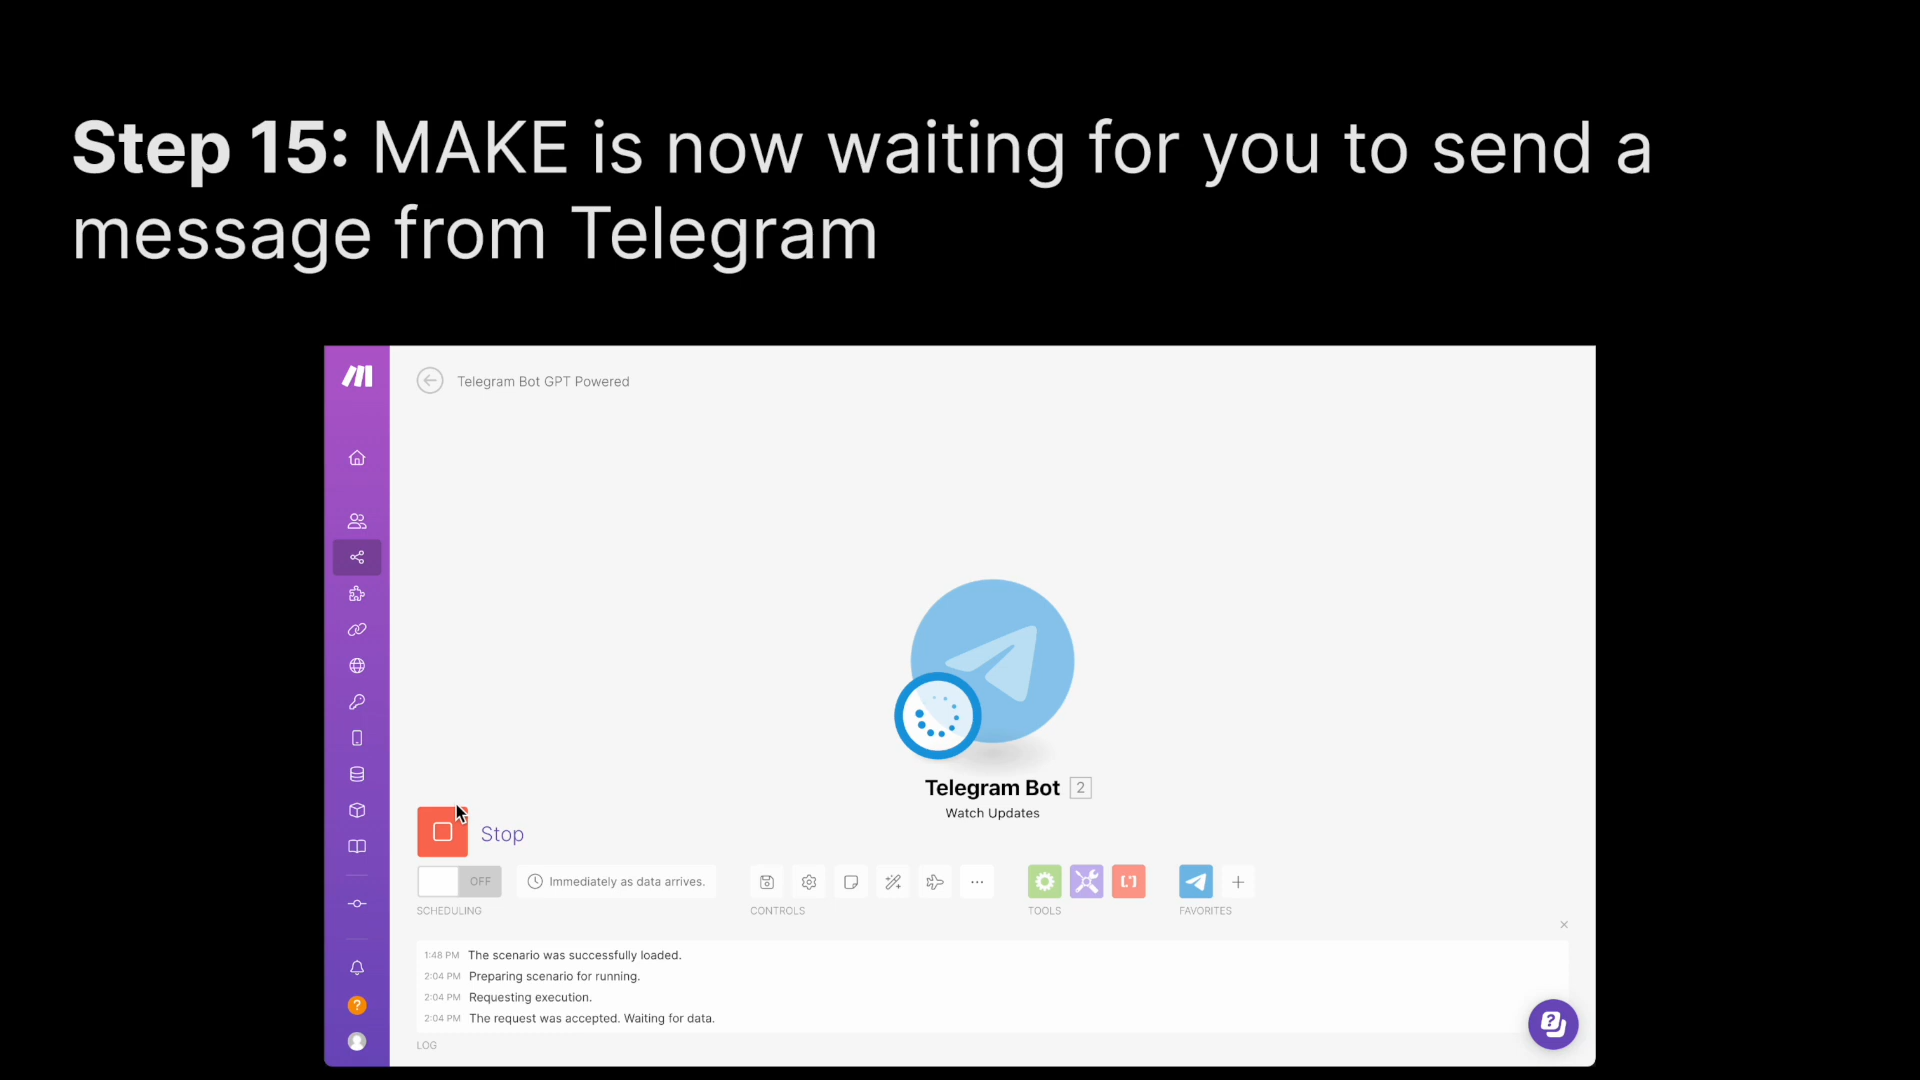 Step 15: MAKE is now waiting for you to send a
message from Telegram
Telegram Bot GPT Powered
Telegram Bot 2
Watch Updates
Stop
OFF
Immediately as data arrives.
SCHEDULING
CONTROLS
TOOLS
FAVORITES
1:48 PM The scenario was successfully loaded.
2:04 PM Preparing scenario for running.
2:04 PM Requesting execution.
2:04 PM The request was accepted. Waiting for data.
LOG